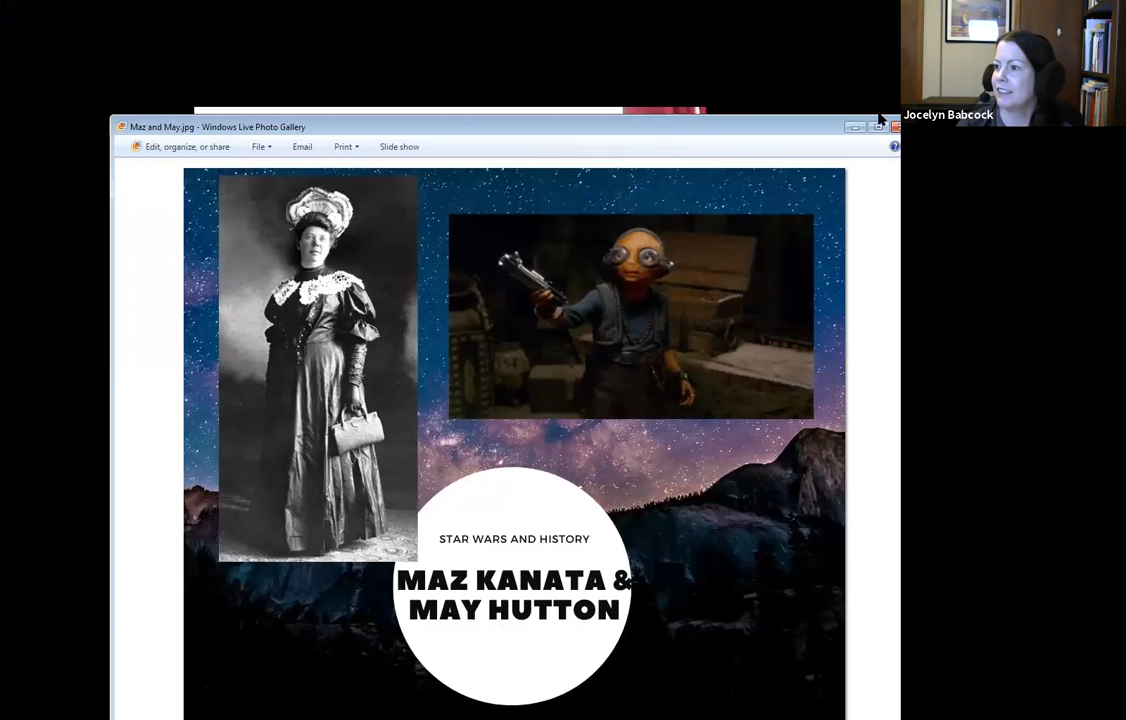 Maz and May.jpg - Windows Live Photo Gallery
Edit, organize, or share File Email Print Slide show
Jocelyn Babcock
STAR WARS AND HISTORY
MAZ KANATA &
MAY HUTTON